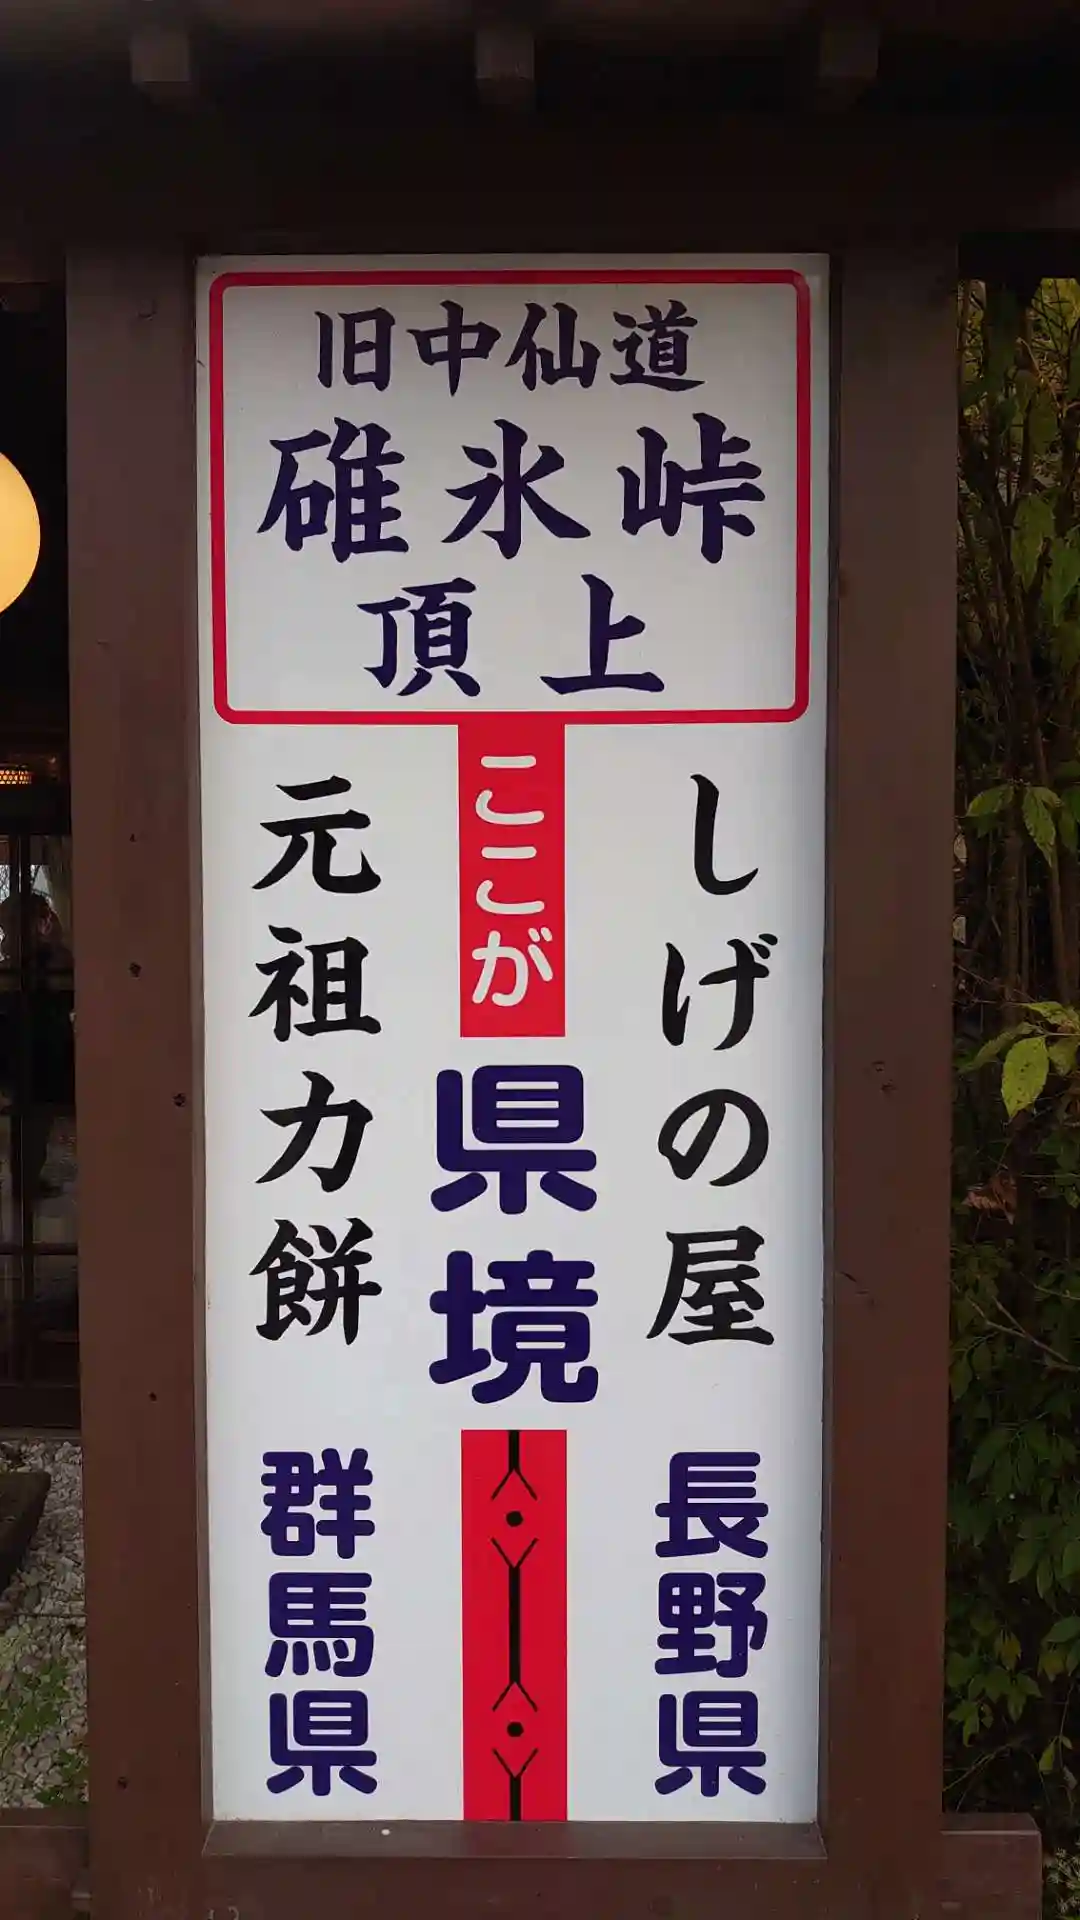 旧中仙道
碓氷峠
頂上
しげの屋
長野県
ここが
県境
元祖力餅
群馬県